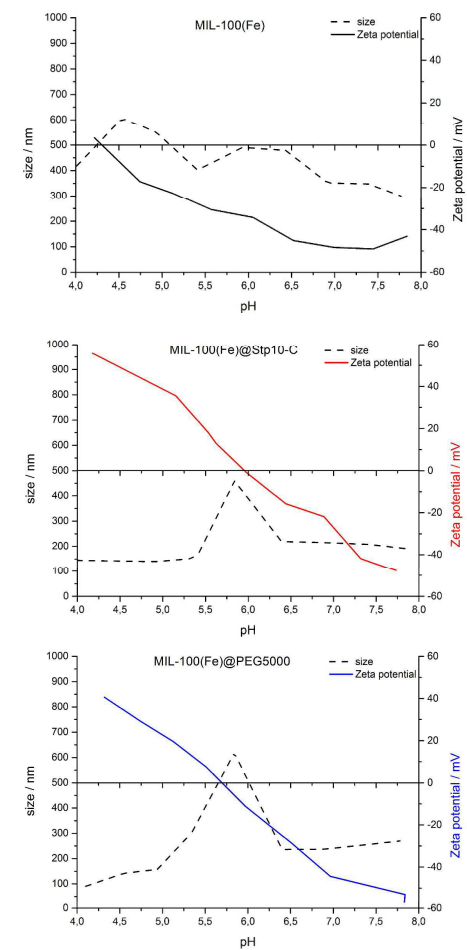 MIL-100(Fe)
size
Zeta potential
size / nm
1000
900
800
700
600
500
400
300
200
100
0
60
40
20
0
-20
-40
-60
Zeta potential / mV
4,0 4,5 5,0 5,5 6,0 6,5 7,0 7,5 8,0
pH
MIL-100(Fe)@Stp10-C
size
Zeta potential
size / nm
1000
900
800
700
600
500
400
300
200
100
0
60
40
20
0
-20
-40
-60
Zeta potential / mV
4,0 4,5 5,0 5,5 6,0 6,5 7,0 7,5 8,0
pH
MIL-100(Fe)@PEG5000
size
Zeta potential
size / nm
1000
900
800
700
600
500
400
300
200
100
0
60
40
20
0
-20
-40
-60
Zeta potential / mV
4,0 4,5 5,0 5,5 6,0 6,5 7,0 7,5 8,0
pH